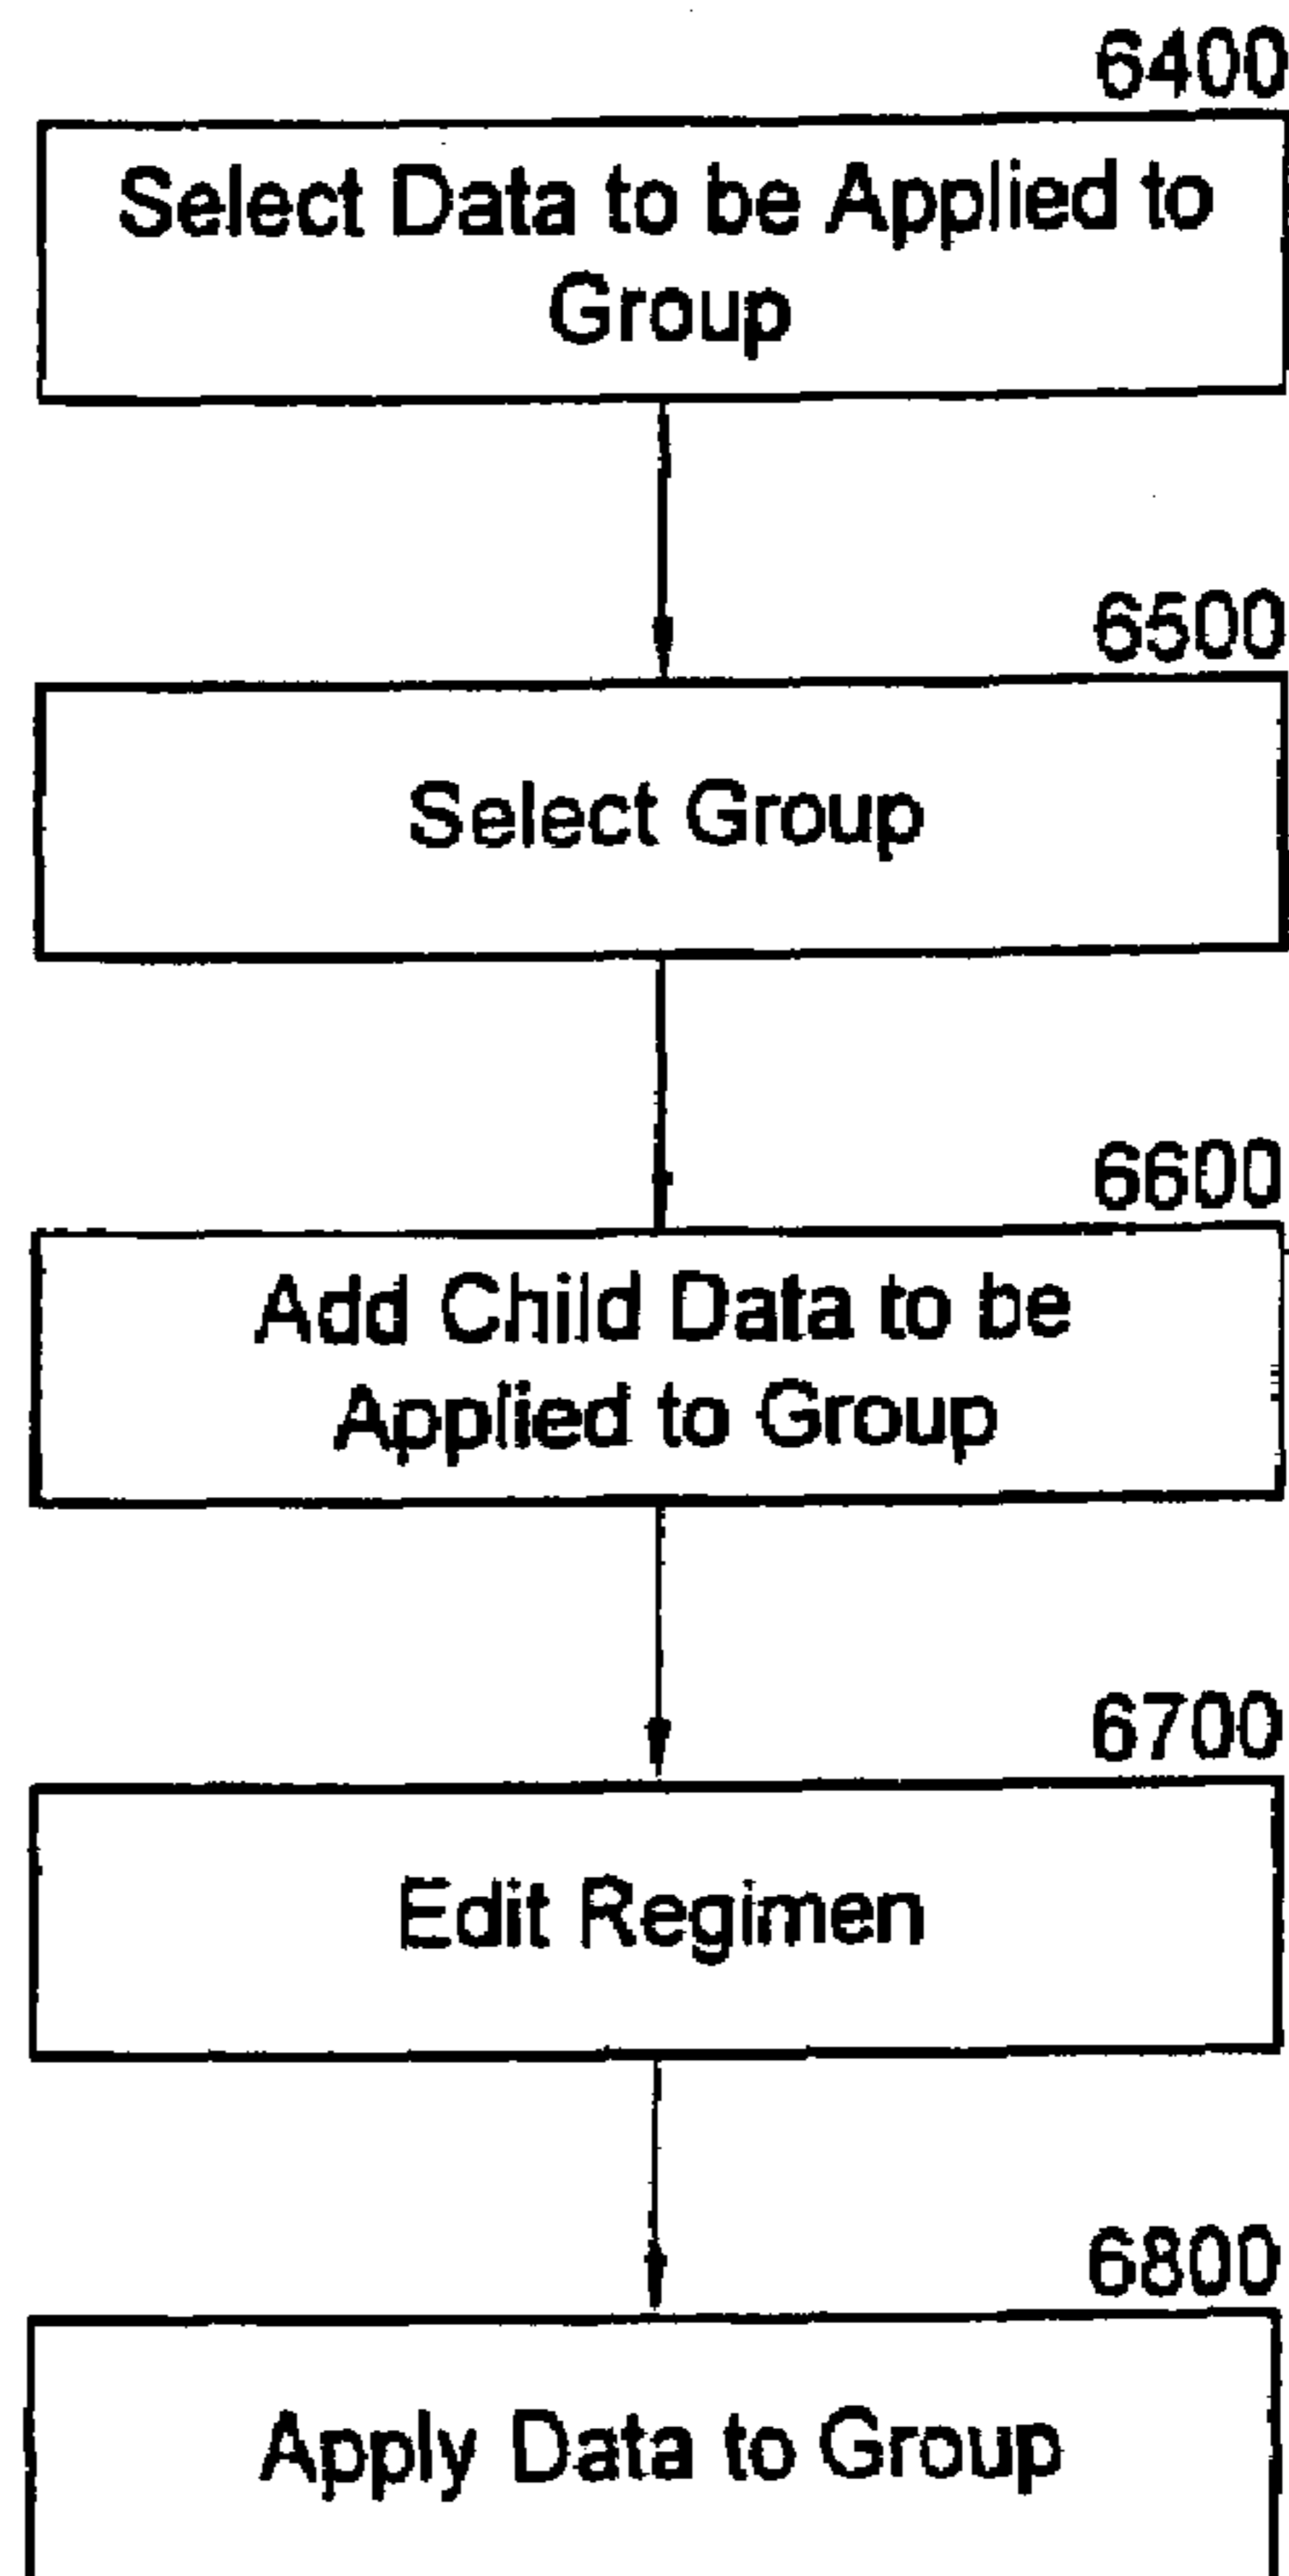 6400
Select Data to be Applied to
Group
6500
Select Group
6600
Add Child Data to be
Applied to Group
6700
Edit Regimen
6800
Apply Data to Group